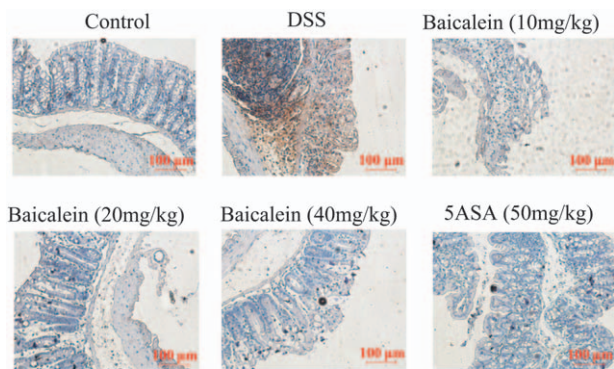 Control
DSS
Baicalein (10mg/kg)
100 μm
100 μm
100 μm
Baicalein (20mg/kg)
Baicalein (40mg/kg)
5ASA (50mg/kg)
100 μm
100 μm
100 μm